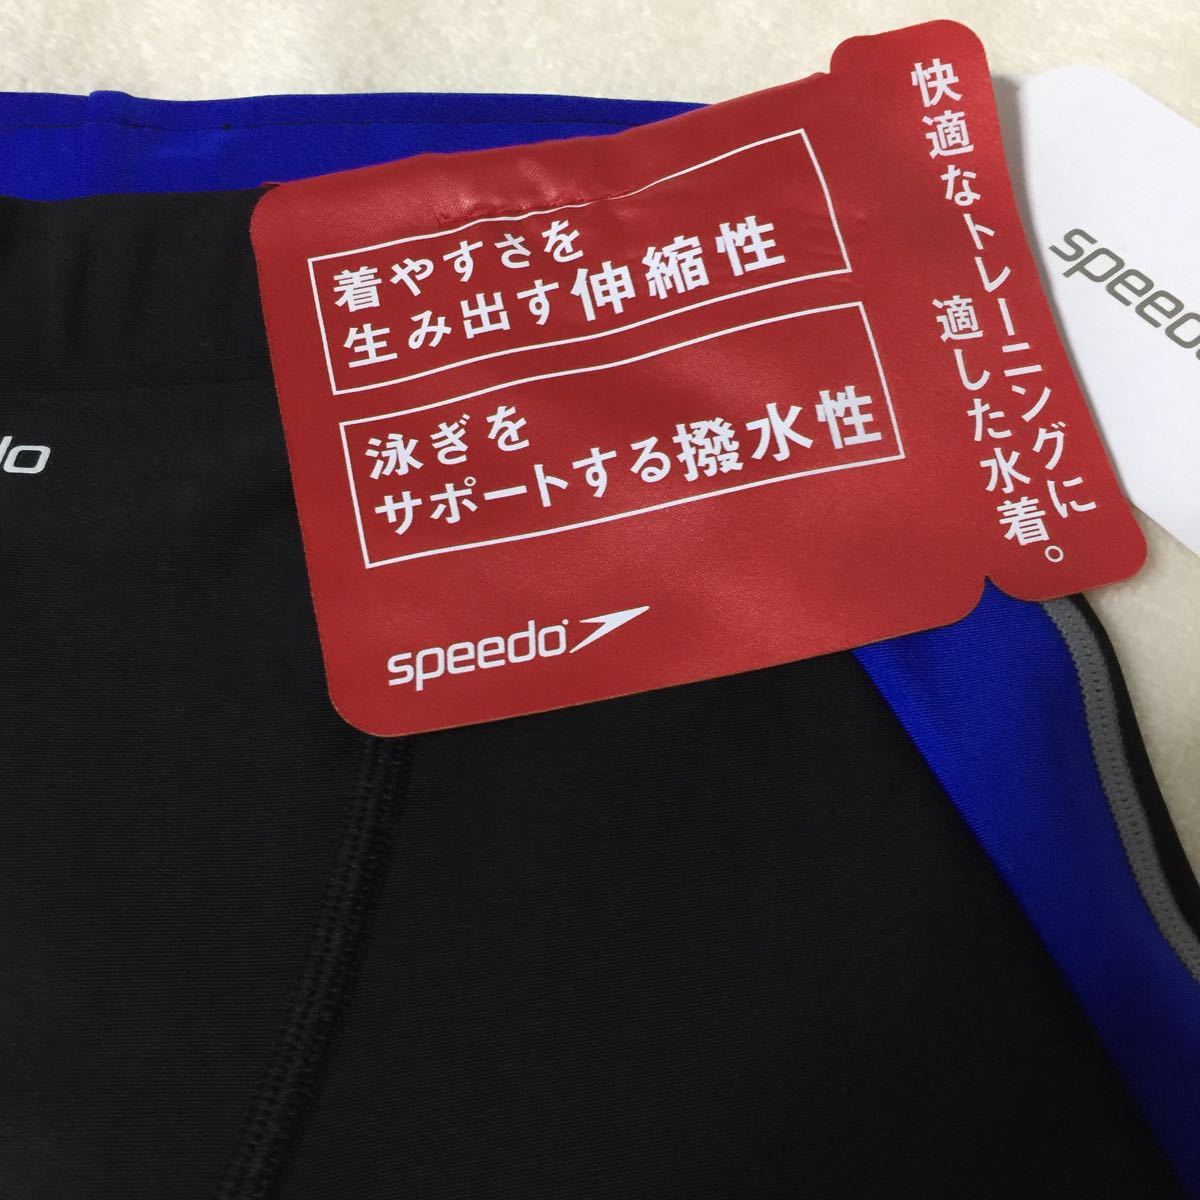 快適なトレーニングに
適した水着。
着やすさを
生み出す伸縮性
泳ぎを
サポートする撥水性
speedo